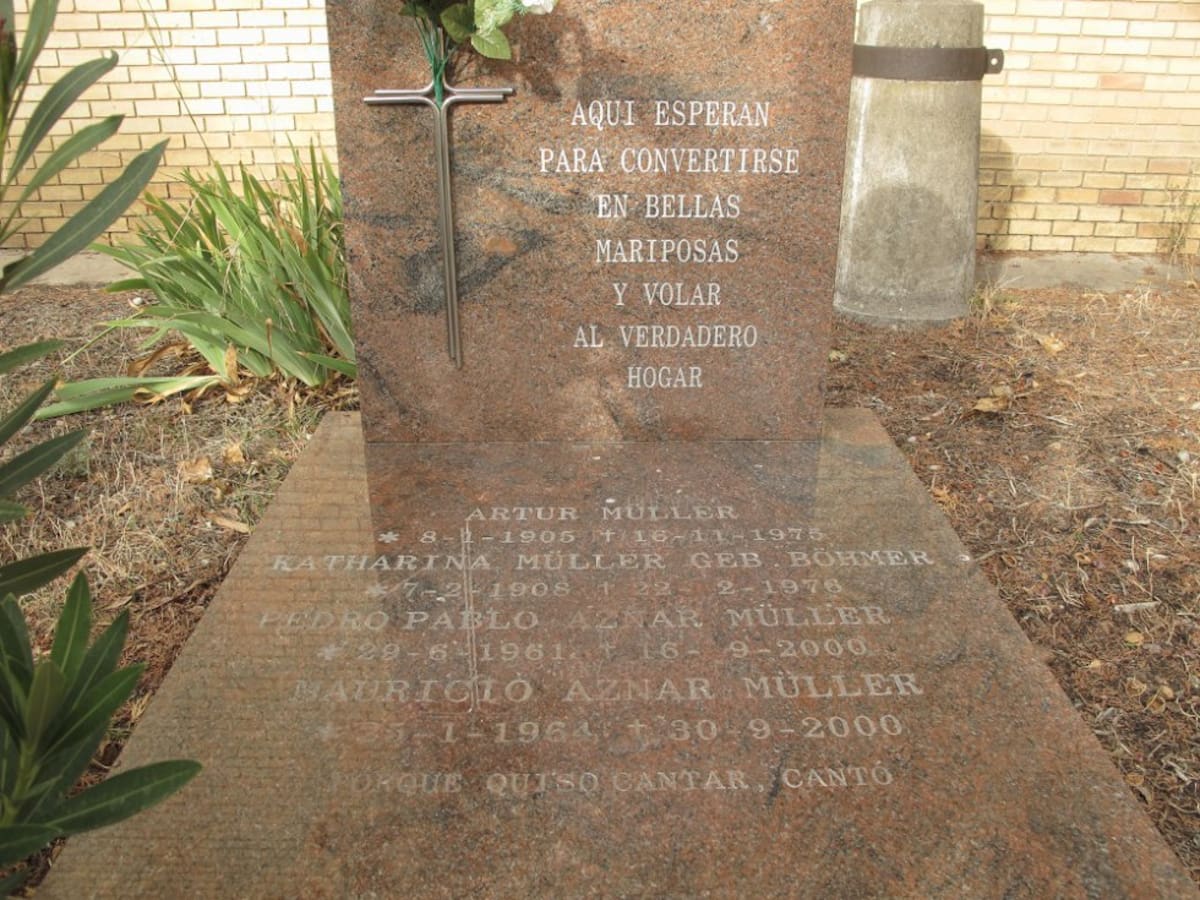 AQUI ESPERAN
PARA CONVERTIRSE
EN BELLAS
MARIPOSAS
Y VOLAR
AL VERDADERO
HOGAR
ARTUR MÜLLER
* 8-1-1905 † 16-11-1975
KATHARINA MÜLLER GEB. BÖHMER
* 7-2-1908 † 22- 2-1976
PEDRO PABLO AZNAR MÜLLER
* 29-6-1961. † 16- 9-2000
MAURICIO AZNAR MÜLLER
* 25-1-1964. † 30-9-2000
PORQUE QUISO CANTAR, CANTÓ